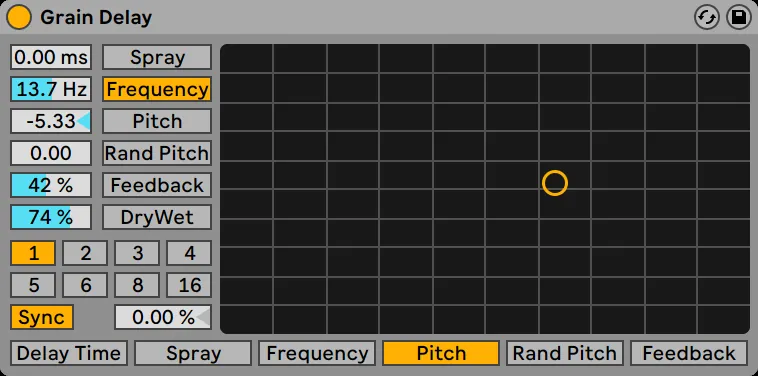 Grain Delay
0.00 ms Spray
13.7 Hz Frequency
-5.33 Pitch
0.00 Rand Pitch
42 % Feedback
74 % DryWet
1 2 3 4
5 6 8 16
Sync 0.00 %
Delay Time Spray Frequency Pitch Rand Pitch Feedback